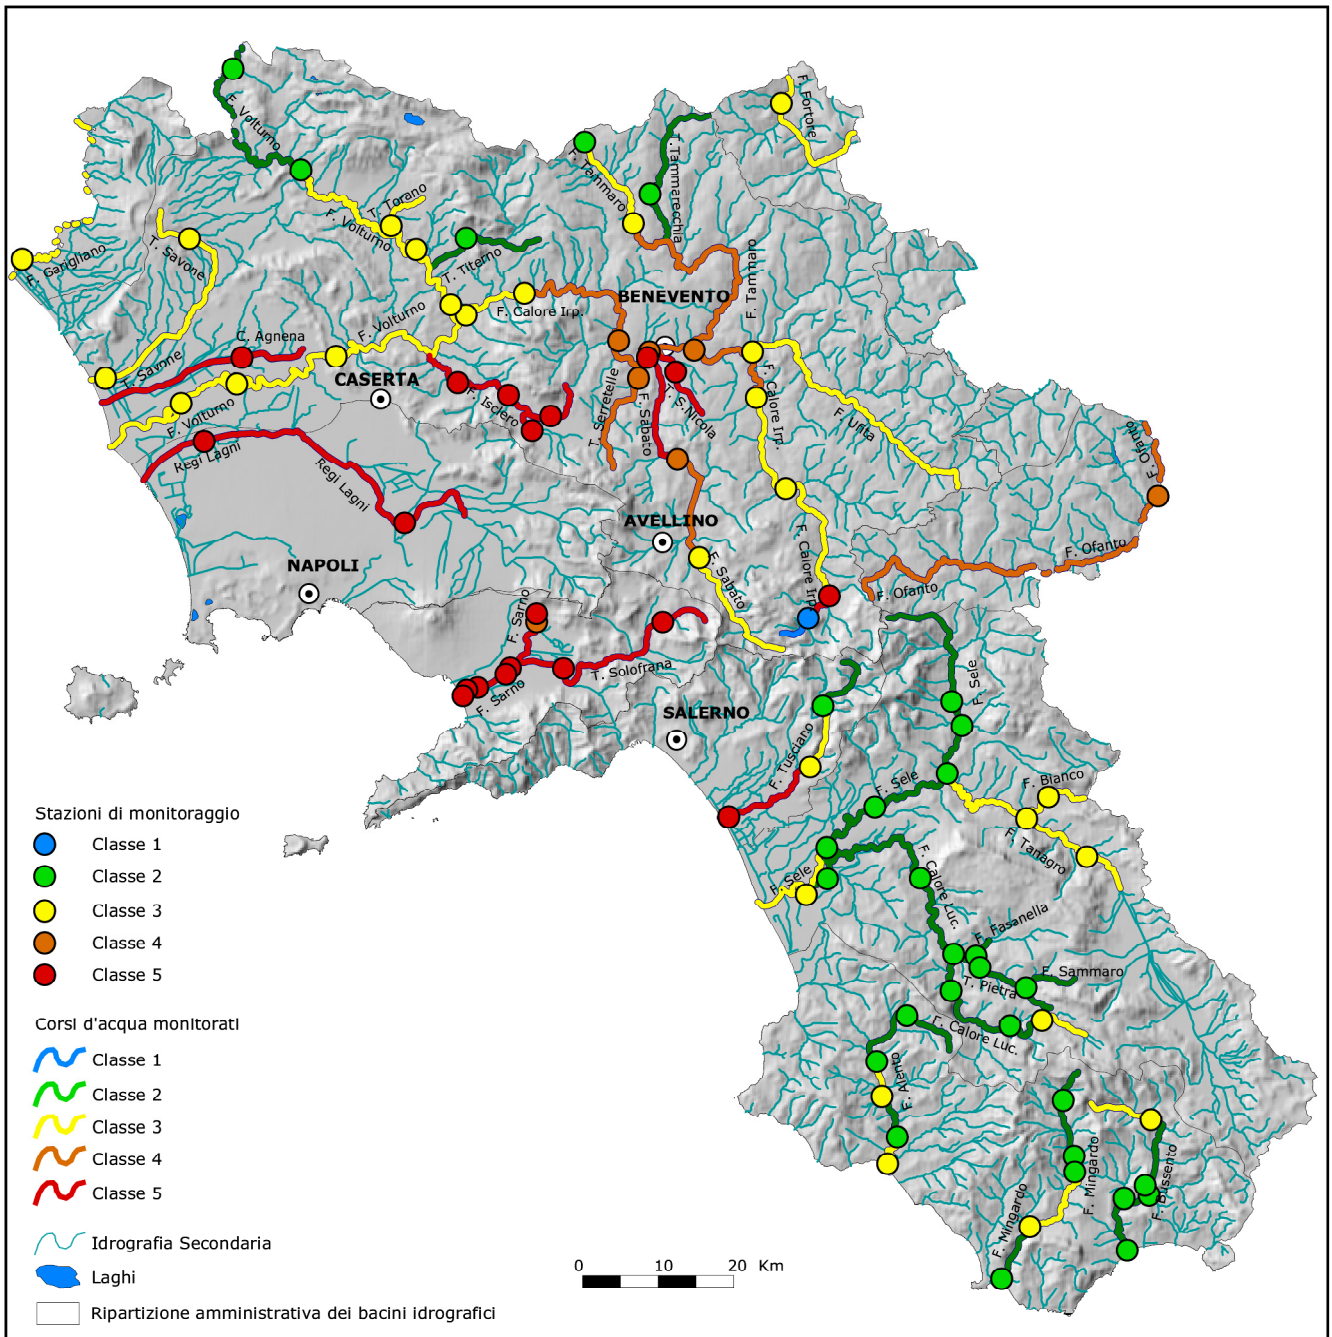 F. Fortore
F. Volturno
T. Tammarecchia
F. Tammaro
T. Torano
F. Volturno
T. Savone
F. Garigliano
T. Titerno
F. Tammaro
BENEVENTO
F. Calore Irp.
F. Volturno
C. Agnena
T. Savone
CASERTA
F. Calore Irp.
F. Isclero
T. Serretelle
F. Sabato
S.Nicola
F. Ufita
F. Volturno
Regi Lagni
Regi Lagni
F. Ofanto
AVELLINO
F. Calore Irp.
F. Ofanto
NAPOLI
F. Sabato
F. Ofanto
F. Sarno
T. Solofrana
F. Sarno
F. Sele
SALERNO
F. Tusciano
F. Sele
F. Bianco
F. Tanagro
F. Sele
F. Calore Luc.
F. Fasanella
F. Sammaro
T. Pietra
F. Calore Luc.
F. Alento
F. Mingardo
F. Bussento
F. Mingardo
Stazioni di monitoraggio
Classe 1
Classe 2
Classe 3
Classe 4
Classe 5
Corsi d'acqua monitorati
Classe 1
Classe 2
Classe 3
Classe 4
Classe 5
Idrografia Secondaria
Laghi
Ripartizione amministrativa dei bacini idrografici
0 10 20 Km